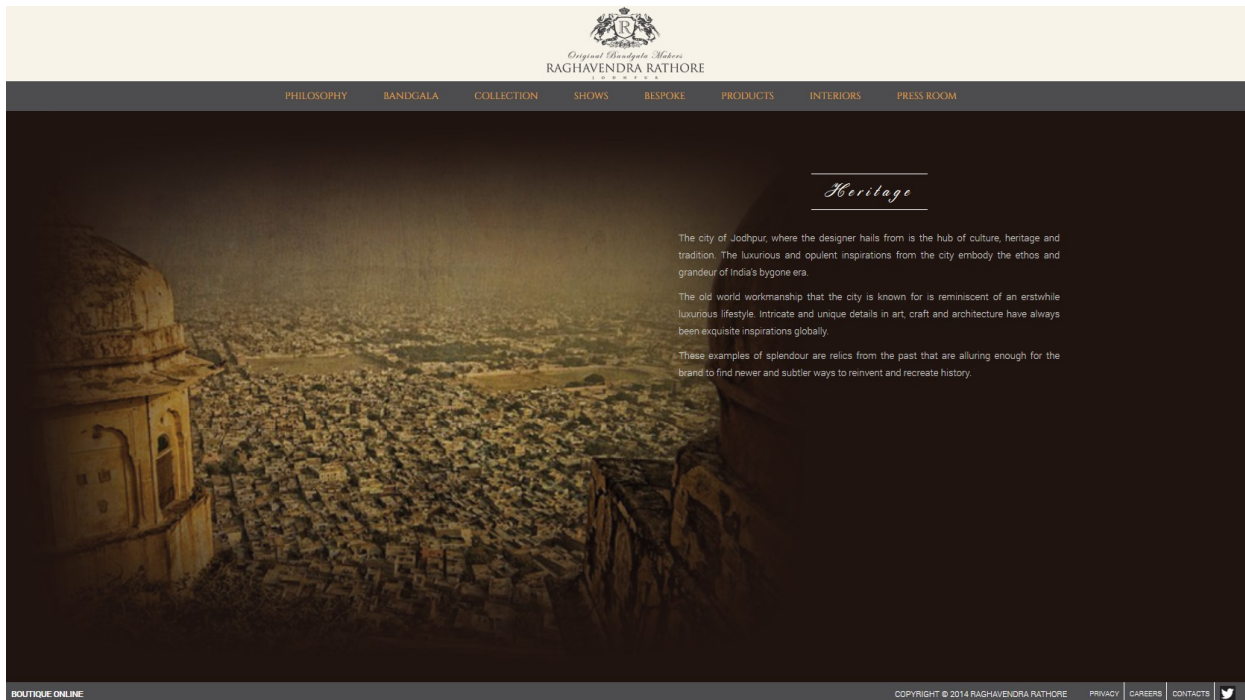 R
Original Bandgala Makers
RAGHAVENDRA RATHORE
JODHPUR
PHILOSOPHY BANDGALA COLLECTION SHOWS BESPOKE PRODUCTS INTERIORS PRESS ROOM
Heritage
The city of Jodhpur, where the designer hails from is the hub of culture, heritage and
tradition. The luxurious and opulent inspirations from the city embody the ethos and
grandeur of India's bygone era.
The old world workmanship that the city is known for is reminiscent of an erstwhile
luxurious lifestyle. Intricate and unique details in art, craft and architecture have always
been exquisite inspirations globally.
These examples of splendour are relics from the past that are alluring enough for the
brand to find newer and subtler ways to reinvent and recreate history.
BOUTIQUE ONLINE COPYRIGHT © 2014 RAGHAVENDRA RATHORE PRIVACY CAREERS CONTACTS